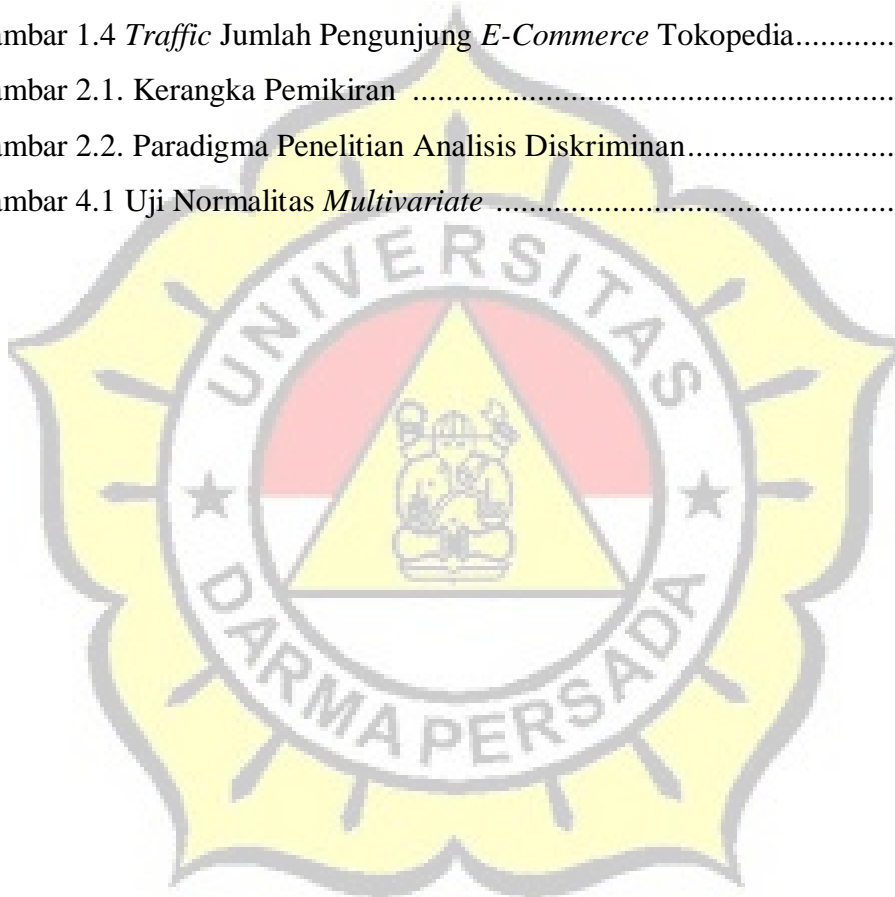 ambar 1.4 Traffic Jumlah Pengunjung E-Commerce Tokopedia............
ambar 2.1. Kerangka Pemikiran ..........................................................
ambar 2.2. Paradigma Penelitian Analisis Diskriminan.........................
ambar 4.1 Uji Normalitas Multivariate ................................................
UNIVERSITAS
DARMA PERSADA